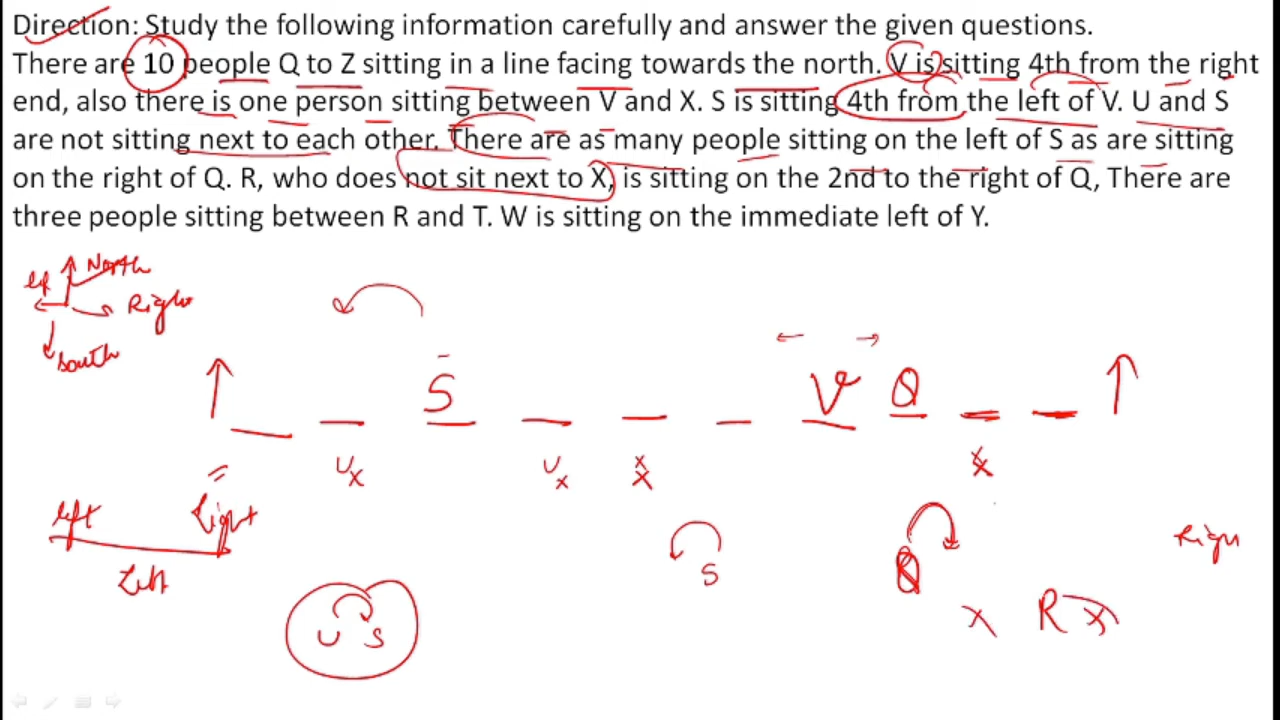 Direction: Study the following information carefully and answer the given questions.
There are 10 people Q to Z sitting in a line facing towards the north. V is sitting 4th from the right
end, also there is one person sitting between V and X. S is sitting 4th from the left of V. U and S
are not sitting next to each other. There are as many people sitting on the left of S as are sitting
on the right of Q. R, who does not sit next to X, is sitting on the 2nd to the right of Q, There are
three people sitting between R and T. W is sitting on the immediate left of Y.
North
Right
South
S V Q
U X U X X X X
left
Left
S Q Righ
U S
X R X